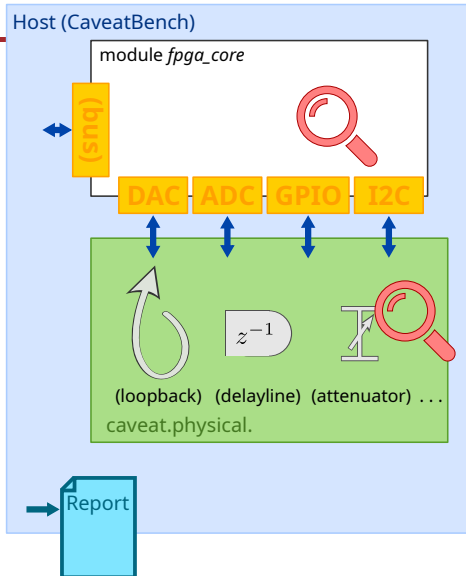 Host (CaveatBench)
module fpga_core
(bus)
DAC ADC GPIO I2C
z⁻¹
(loopback) (delayline) (attenuator) ...
caveat.physical.
Report